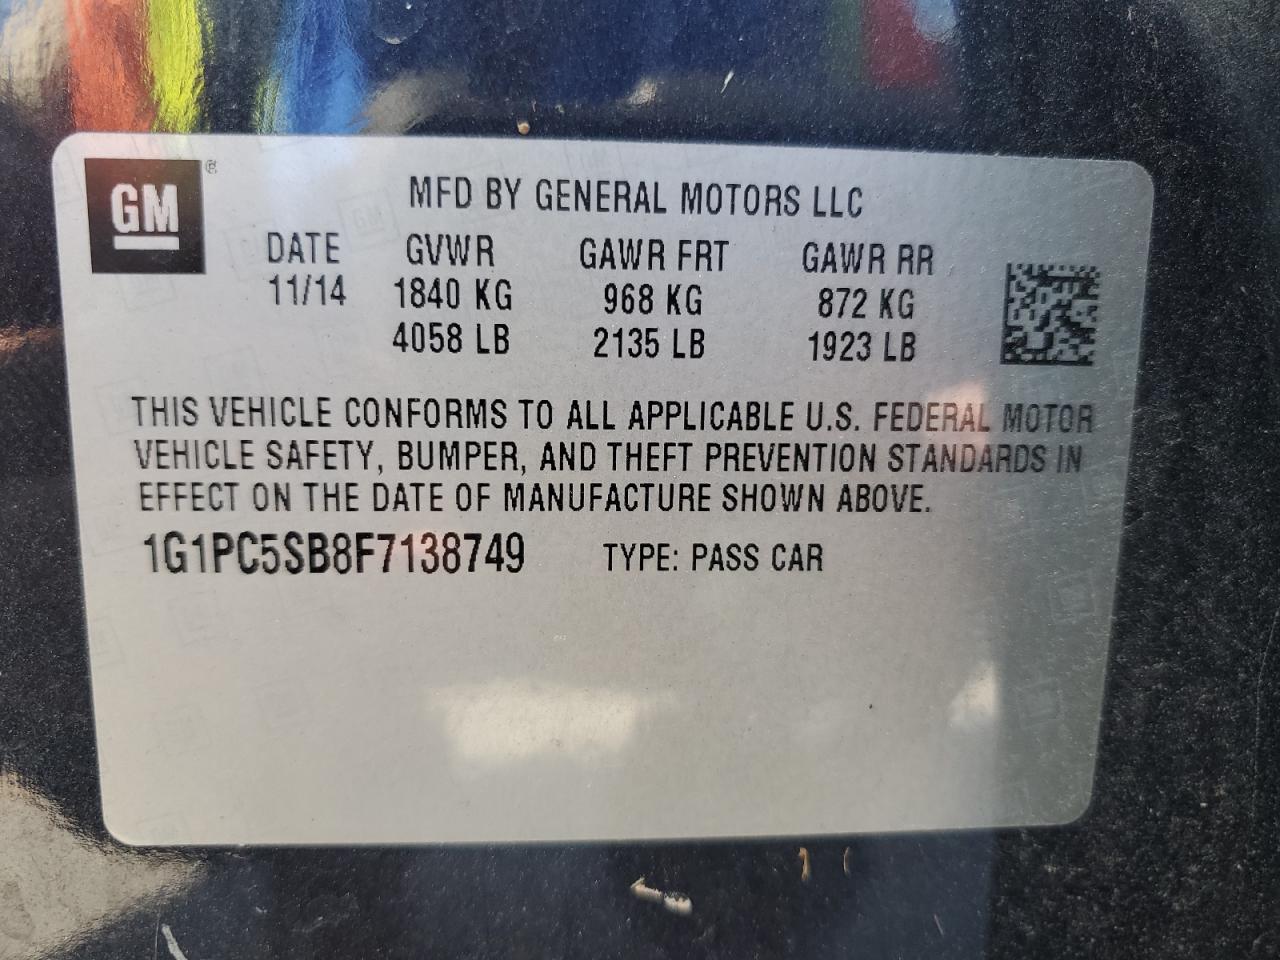 GM ®
MFD BY GENERAL MOTORS LLC
DATE GVWR GAWR FRT GAWR RR
11/14 1840 KG 968 KG 872 KG
4058 LB 2135 LB 1923 LB
THIS VEHICLE CONFORMS TO ALL APPLICABLE U.S. FEDERAL MOTOR
VEHICLE SAFETY, BUMPER, AND THEFT PREVENTION STANDARDS IN
EFFECT ON THE DATE OF MANUFACTURE SHOWN ABOVE.
1G1PC5SB8F7138749 TYPE: PASS CAR